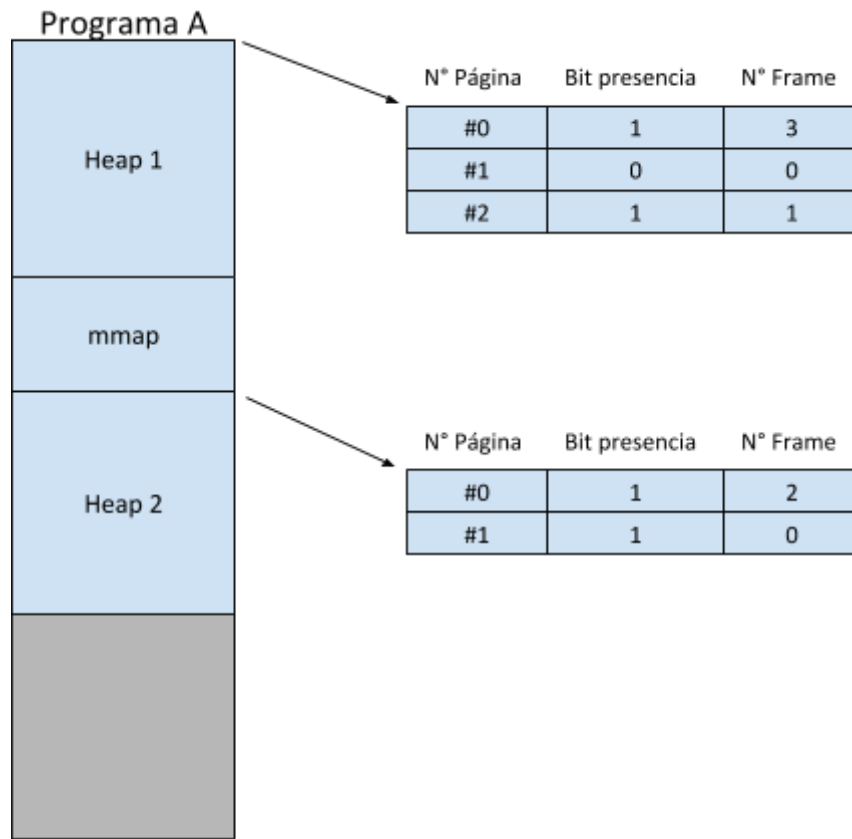 Programa A
Heap 1
mmap
Heap 2
N° Página Bit presencia N° Frame
#0 1 3
#1 0 0
#2 1 1
N° Página Bit presencia N° Frame
#0 1 2
#1 1 0